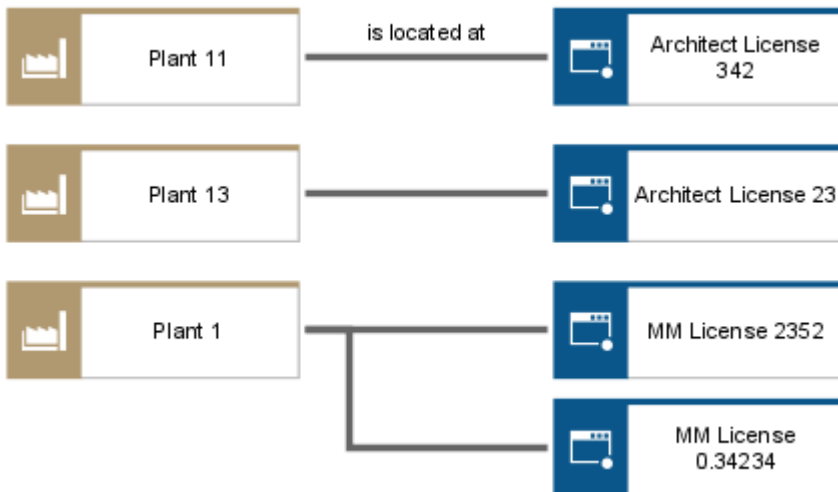 Plant 11
is located at
Architect License
342
Plant 13
Architect License 23
Plant 1
MM License 2352
MM License
0.34234